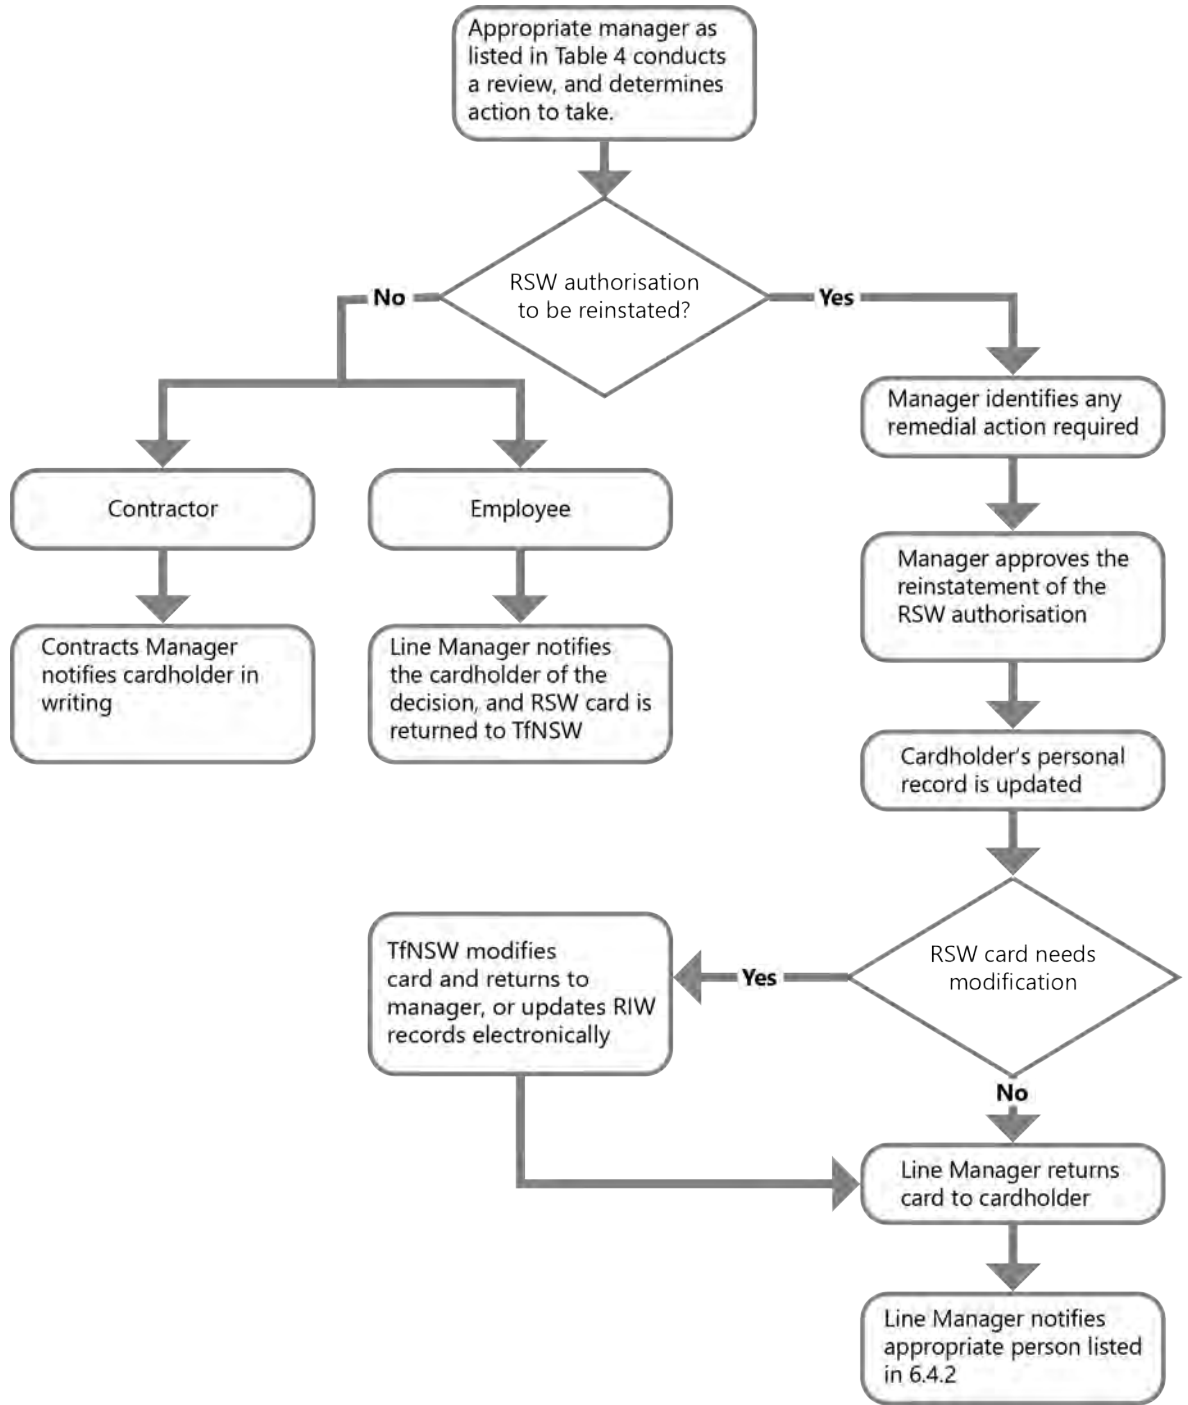 Appropriate manager as
listed in Table 4 conducts
a review, and determines
action to take.
RSW authorisation
to be reinstated?
No
Yes
Manager identifies any
remedial action required
Contractor
Employee
Manager approves the
reinstatement of the
RSW authorisation
Contracts Manager
notifies cardholder in
writing
Line Manager notifies
the cardholder of the
decision, and RSW card is
returned to TfNSW
Cardholder's personal
record is updated
RSW card needs
modification
Yes
TfNSW modifies
card and returns to
manager, or updates RIW
records electronically
No
Line Manager returns
card to cardholder
Line Manager notifies
appropriate person listed
in 6.4.2